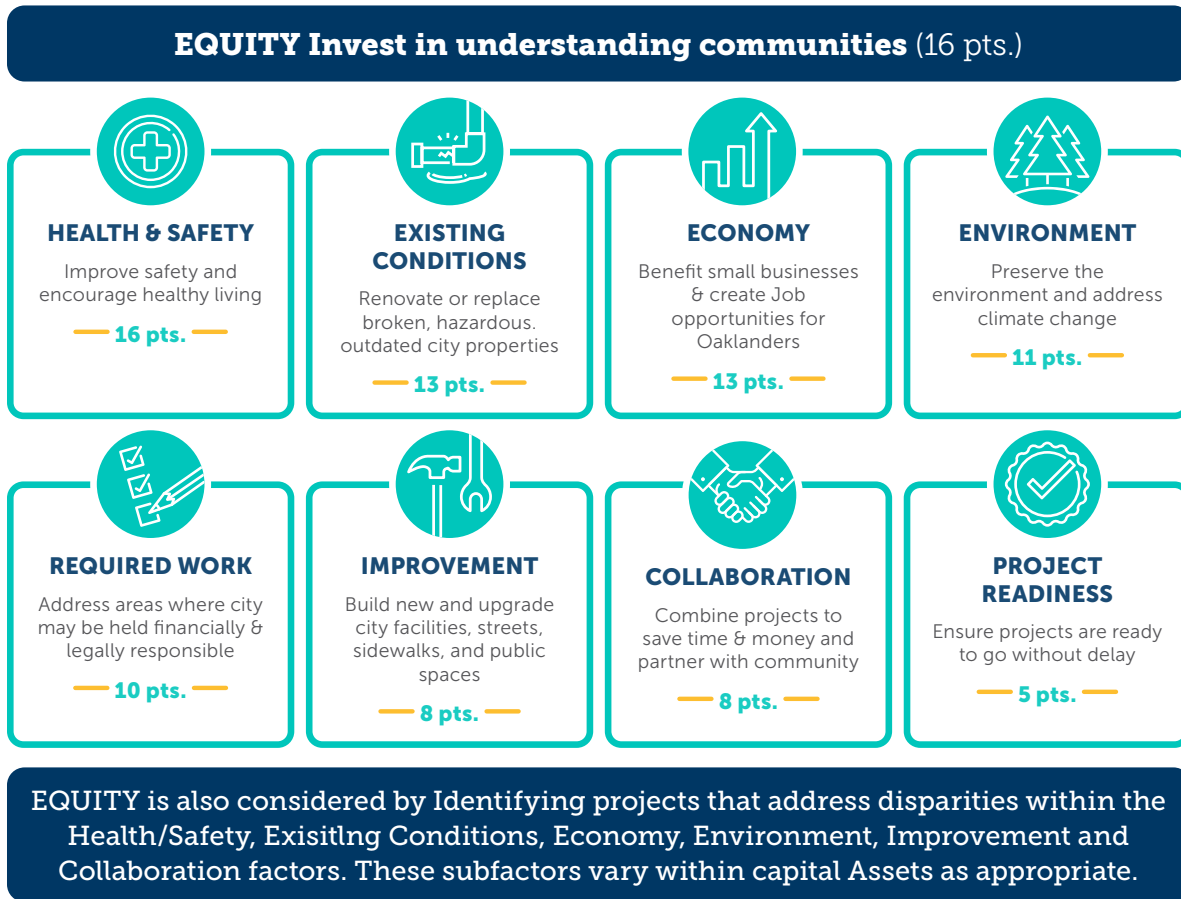 EQUITY Invest in understanding communities (16 pts.)
HEALTH & SAFETY
Improve safety and
encourage healthy living
16 pts.
EXISTING
CONDITIONS
Renovate or replace
broken, hazardous.
outdated city properties
13 pts.
ECONOMY
Benefit small businesses
& create Job
opportunities for
Oaklanders
13 pts.
ENVIRONMENT
Preserve the
environment and address
climate change
11 pts.
REQUIRED WORK
Address areas where city
may be held financially &
legally responsible
10 pts.
IMPROVEMENT
Build new and upgrade
city facilities, streets,
sidewalks, and public
spaces
8 pts.
COLLABORATION
Combine projects to
save time & money and
partner with community
8 pts.
PROJECT
READINESS
Ensure projects are ready
to go without delay
5 pts.
EQUITY is also considered by Identifying projects that address disparities within the
Health/Safety, Exisitlng Conditions, Economy, Environment, Improvement and
Collaboration factors. These subfactors vary within capital Assets as appropriate.